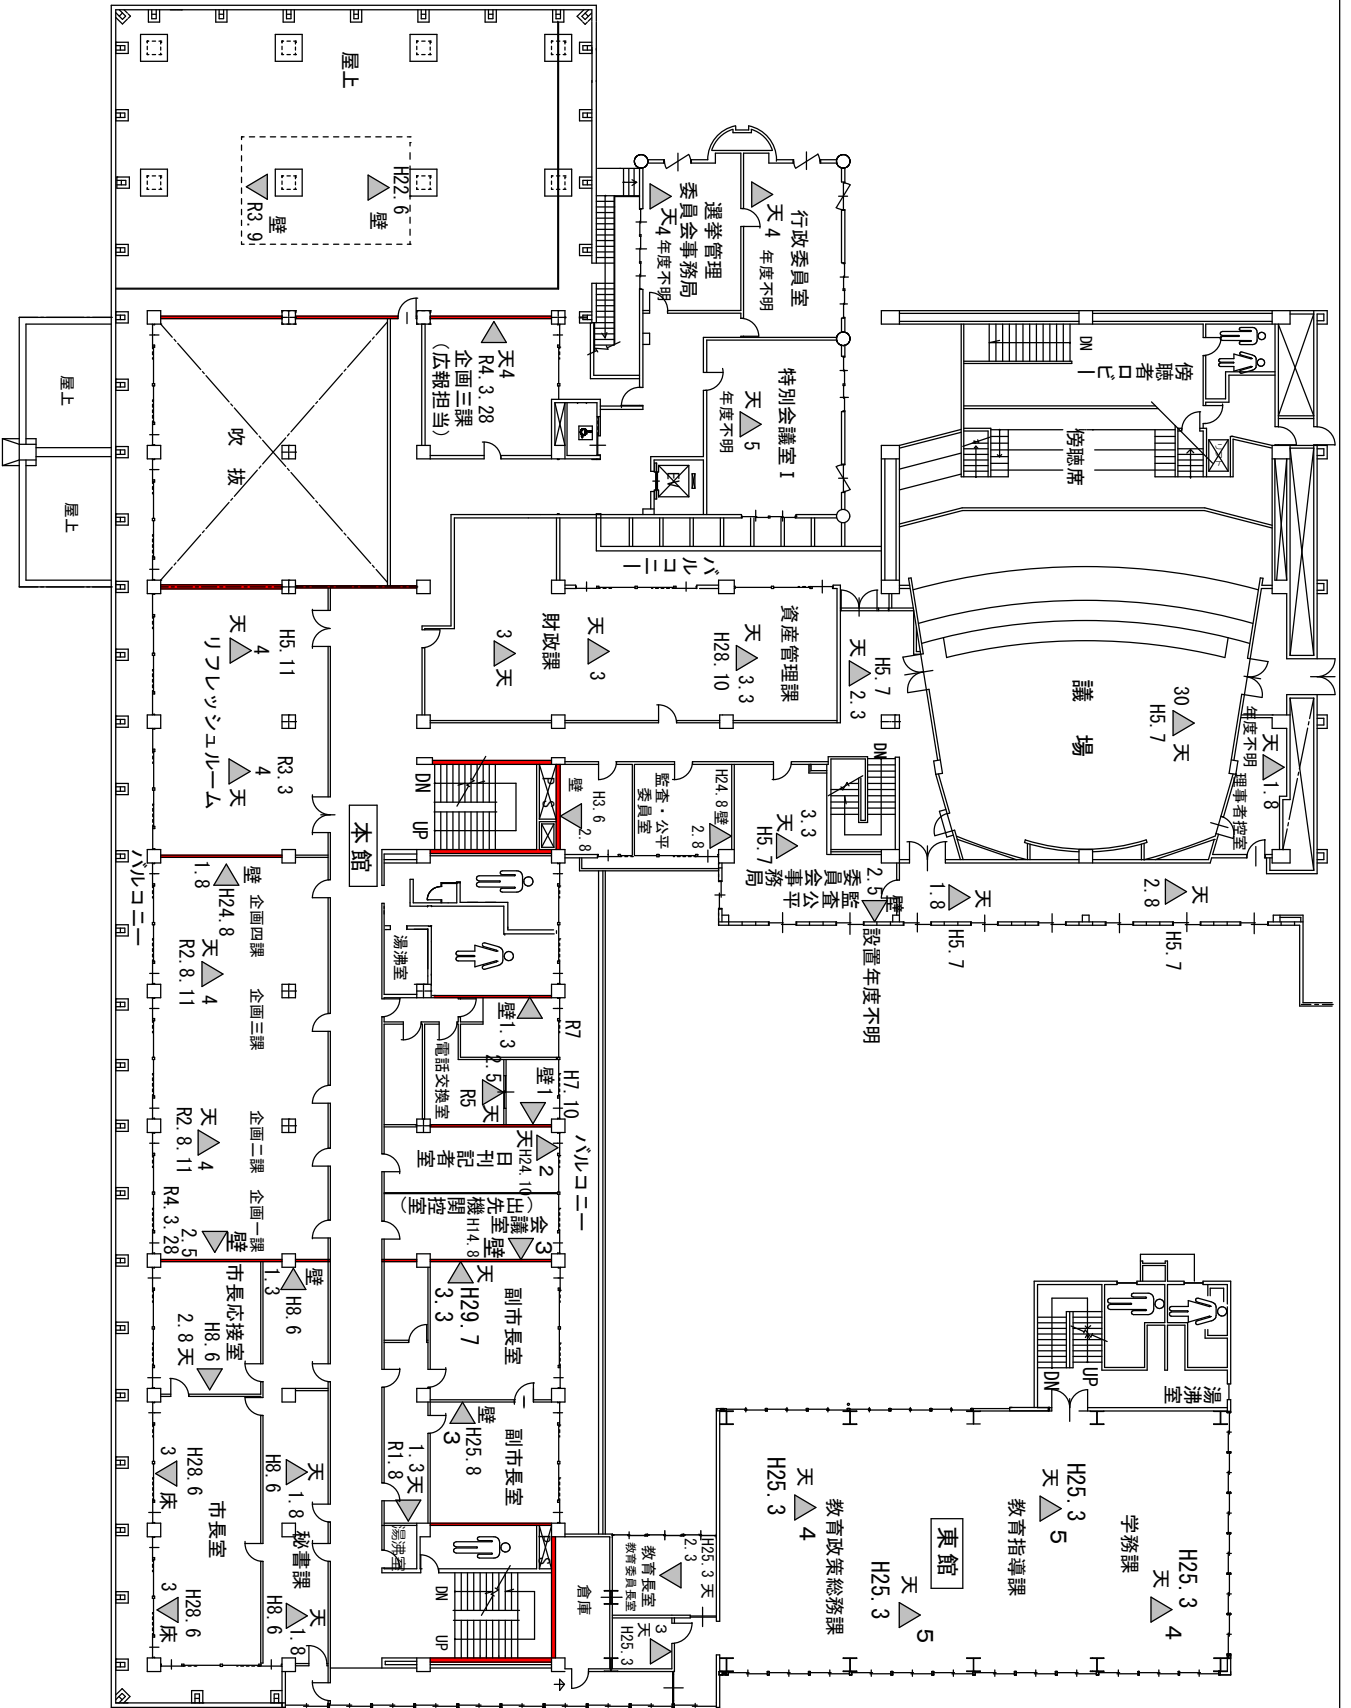 屋上
H22.6
壁
壁
R3.9
行政委員室
天 4 年度不明
選挙管理
委員会事務局
天 4 年度不明
DN
傍聴者ロビー
傍聴席
天4
R4.3.28
企画三課
(広報担当)
特別会議室Ⅰ
天 5
年度不明
EV
屋上
屋上
吹 抜
バルコニー
資産管理課
天 3.3
H28.10
天 3
財政課
3 天
H5.7
天 2.3
議 場
30 天
H5.7
年度不明
天 1.8
理事者控室
H5.11
天 4
リフレッシュルーム
R3.3
4 天
DN
UP
PS
本館
壁 2.8
H3.6
監査・公平
委員室
H24.8壁
2.8
DN
3.3
天 H5.7
監査公平
委員会事務局
2.5 壁
設置年度不明
天
1.8
H5.7
天
2.8
H5.7
バルコニー
壁
1.8 H24.8
企画四課
天 4
R2.8.11
企画三課
天 4
R2.8.11
企画二課
企画一課
R4.3.28
2.5 壁
湯沸室
R7
壁1.3
電話交換室
2.5 天
R5
H7.10
壁1
天 2
H24.10
日刊記者室
バルコニー
会議室
(出先機関控室)
H14.8
壁 3
壁 H8.6
1.3
市長応接室
H8.6
2.8天
天 H29.7
3.3
副市長室
壁 H25.8
3
副市長室
1.3天
R1.8
湯沸室
H28.6
3 床
市長室
H28.6
3 床
天 1.8
H8.6
秘書課
天 1.8
H8.6
DN
UP
PS
倉庫
H25.3 天
2.3
教育長室
教育委員長室
3
天 H25.3
UP
DN
湯沸室
H25.3
天 4
教育政策総務課
H25.3
天 5
東館
H25.3
天 5
教育指導課
学務課
H25.3
天 4